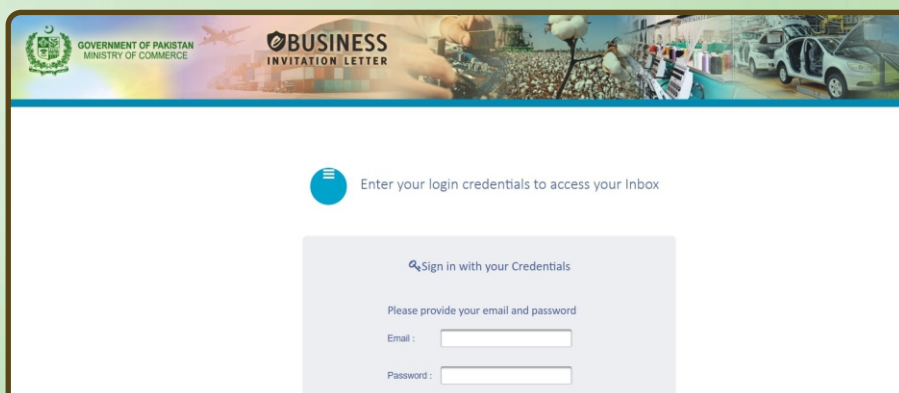 GOVERNMENT OF PAKISTAN
MINISTRY OF COMMERCE
BUSINESS
INVITATION LETTER
Enter your login credentials to access your Inbox
Sign in with your Credentials
Please provide your email and password
Email :
Password :